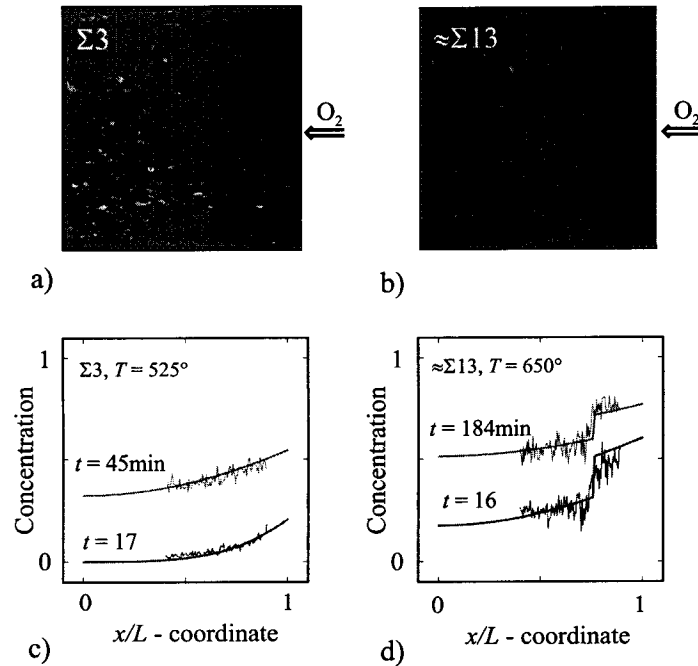 Σ3
O₂
a)
≈Σ13
O₂
b)
1
Σ3, T = 525°
t = 45min
t = 17
0
Concentration
0
1
x/L - coordinate
c)
1
≈Σ13, T = 650°
t = 184min
t = 16
0
Concentration
0
1
x/L - coordinate
d)